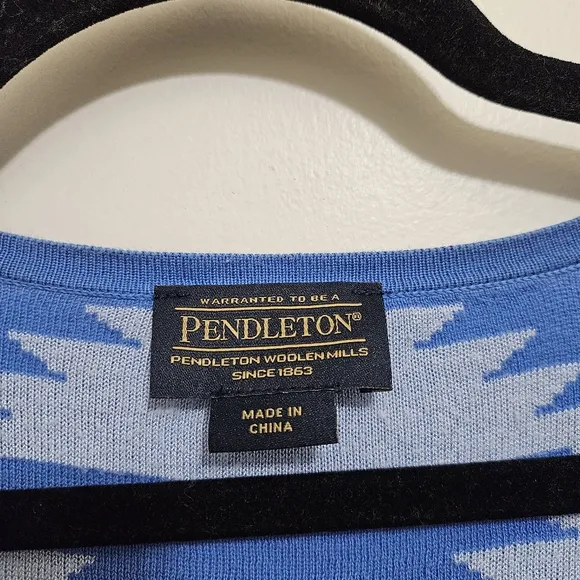 WARRANTED TO BE A
PENDLETON®
PENDLETON WOOLEN MILLS
SINCE 1863
MADE IN
CHINA